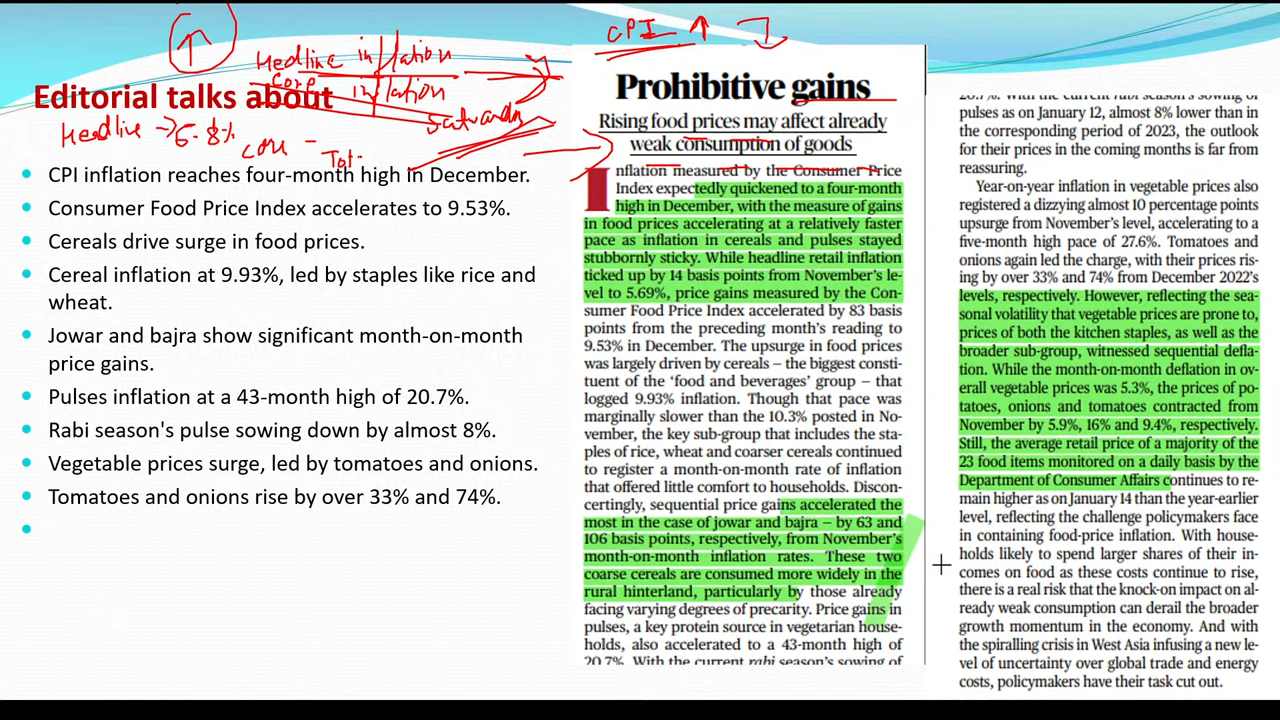 CPI
Headline inflation
core inflation
Editorial talks about
Headline → 5.8%
core -
CPI inflation reaches four-month high in December.
Consumer Food Price Index accelerates to 9.53%.
Cereals drive surge in food prices.
Cereal inflation at 9.93%, led by staples like rice and
wheat.
Jowar and bajra show significant month-on-month
price gains.
Pulses inflation at a 43-month high of 20.7%.
Rabi season's pulse sowing down by almost 8%.
Vegetable prices surge, led by tomatoes and onions.
Tomatoes and onions rise by over 33% and 74%.
Prohibitive gains
Rising food prices may affect already
weak consumption of goods
Inflation measured by the Consumer Price
Index expectedly quickened to a four-month
high in December, with the measure of gains
in food prices accelerating at a relatively faster
pace as inflation in cereals and pulses stayed
stubbornly sticky. While headline retail inflation
ticked up by 14 basis points from November's le-
vel to 5.69%, price gains measured by the Con-
sumer Food Price Index accelerated by 83 basis
points from the preceding month's reading to
9.53% in December. The upsurge in food prices
was largely driven by cereals – the biggest consti-
tuent of the 'food and beverages' group – that
logged 9.93% inflation. Though that pace was
marginally slower than the 10.3% posted in No-
vember, the key sub-group that includes the sta-
ples of rice, wheat and coarser cereals continued
to register a month-on-month rate of inflation
that offered little comfort to households. Discon-
certingly, sequential price gains accelerated the
most in the case of jowar and bajra – by 63 and
106 basis points, respectively, from November's
month-on-month inflation rates. These two
coarse cereals are consumed more widely in the
rural hinterland, particularly by those already
facing varying degrees of precarity. Price gains in
pulses, a key protein source in vegetarian house-
holds, also accelerated to a 43-month high of
20.7%. With the current rabi season's sowing of
20.7%. With the current rabi season's sowing of
pulses as on January 12, almost 8% lower than in
the corresponding period of 2023, the outlook
for their prices in the coming months is far from
reassuring.
Year-on-year inflation in vegetable prices also
registered a dizzying almost 10 percentage points
upsurge from November's level, accelerating to a
five-month high pace of 27.6%. Tomatoes and
onions again led the charge, with their prices ris-
ing by over 33% and 74% from December 2022's
levels, respectively. However, reflecting the sea-
sonal volatility that vegetable prices are prone to,
prices of both the kitchen staples, as well as the
broader sub-group, witnessed sequential defla-
tion. While the month-on-month deflation in ov-
erall vegetable prices was 5.3%, the prices of po-
tatoes, onions and tomatoes contracted from
November by 5.9%, 16% and 9.4%, respectively.
Still, the average retail price of a majority of the
23 food items monitored on a daily basis by the
Department of Consumer Affairs continues to re-
main higher as on January 14 than the year-earlier
level, reflecting the challenge policymakers face
in containing food-price inflation. With house-
holds likely to spend larger shares of their in-
comes on food as these costs continue to rise,
there is a real risk that the knock-on impact on al-
ready weak consumption can derail the broader
growth momentum in the economy. And with
the spiralling crisis in West Asia infusing a new le-
vel of uncertainty over global trade and energy
costs, policymakers have their task cut out.